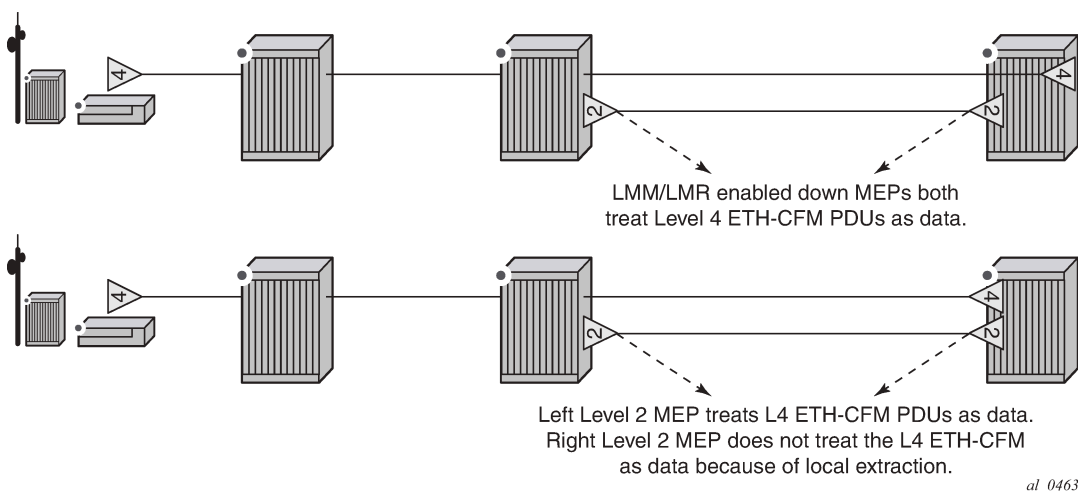 4
4
2
2
LMM/LMR enabled down MEPs both
treat Level 4 ETH-CFM PDUs as data.
4
4
2
2
Left Level 2 MEP treats L4 ETH-CFM PDUs as data.
Right Level 2 MEP does not treat the L4 ETH-CFM
as data because of local extraction.
al_0463